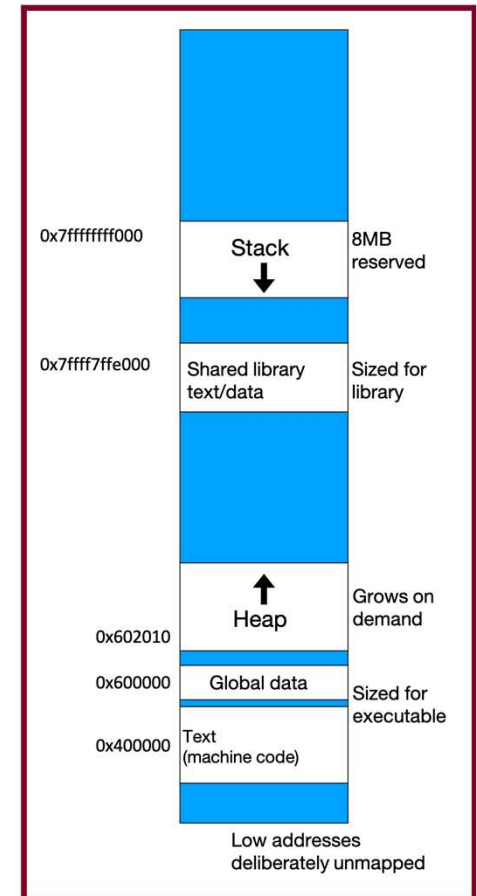 0x7ffffffff000
Stack
8MB
reserved
0x7ffff7ffe000
Shared library
text/data
Sized for
library
Heap
Grows on
demand
0x602010
0x600000
Global data
Sized for
executable
0x400000
Text
(machine code)
Low addresses
deliberately unmapped